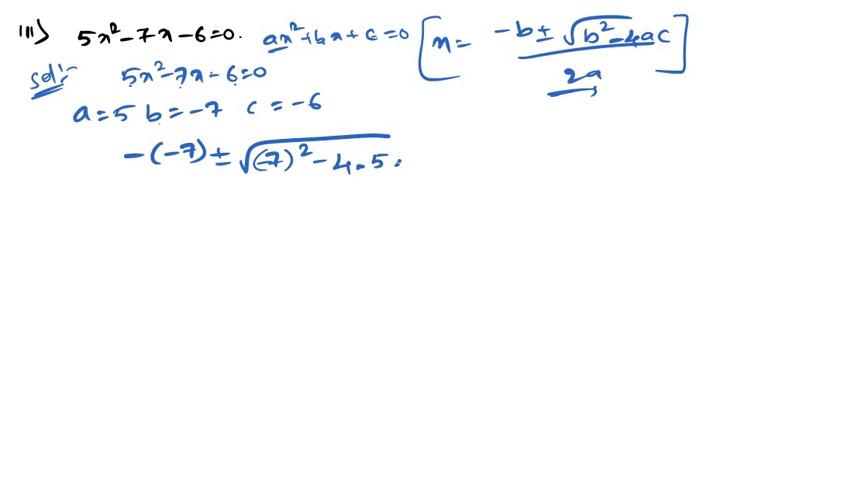 III) 5x²-7x-6=0. ax²+bx+c=0 [x= (-b±√(b²-4ac))/2a]
Sol:- 5x²-7x-6=0
a=5 b=-7 c=-6
-(-7)±√((-7)²-4.5.